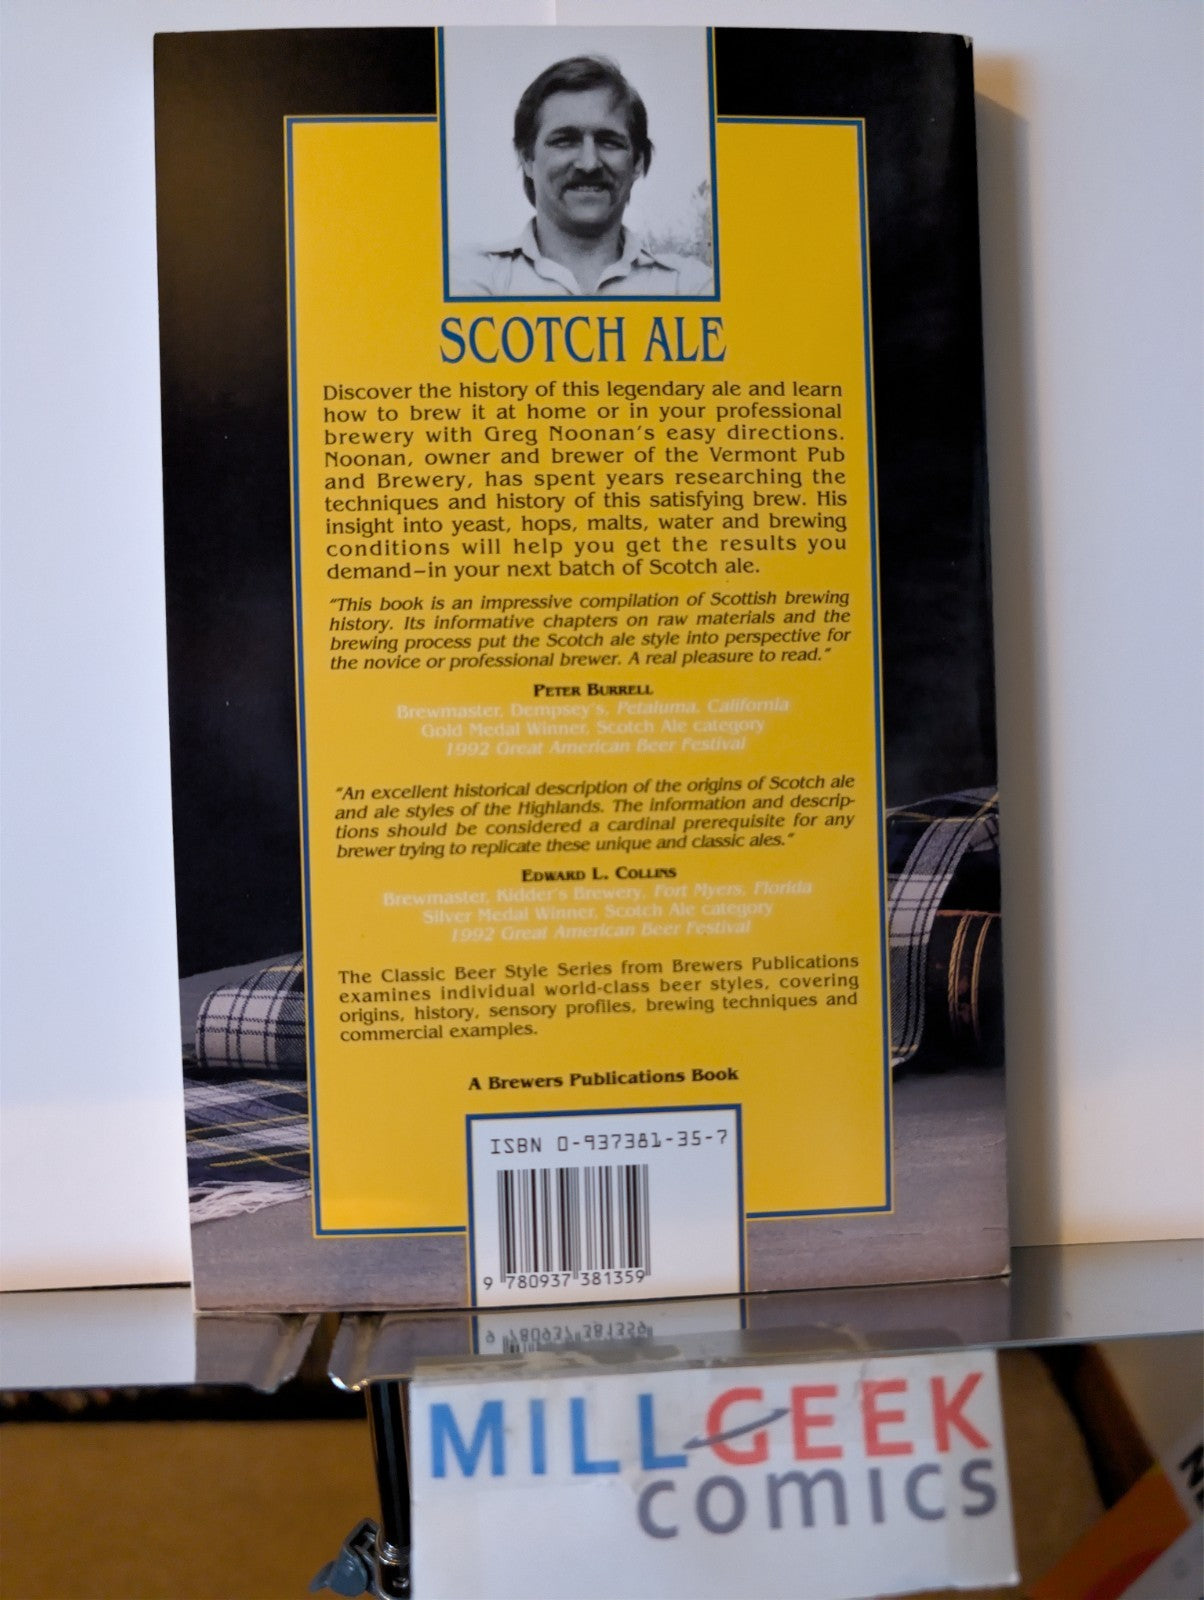 SCOTCH ALE
Discover the history of this legendary ale and learn
how to brew it at home or in your professional
brewery with Greg Noonan's easy directions.
Noonan, owner and brewer of the Vermont Pub
and Brewery, has spent years researching the
techniques and history of this satisfying brew. His
insight into yeast, hops, malts, water and brewing
conditions will help you get the results you
demand–in your next batch of Scotch ale.
"This book is an impressive compilation of Scottish brewing
history. Its informative chapters on raw materials and the
brewing process put the Scotch ale style into perspective for
the novice or professional brewer. A real pleasure to read."
PETER BURRELL
Brewmaster, Dempsey's, Petaluma, California
Gold Medal Winner, Scotch Ale category
1992 Great American Beer Festival
"An excellent historical description of the origins of Scotch ale
and ale styles of the Highlands. The information and descrip-
tions should be considered a cardinal prerequisite for any
brewer trying to replicate these unique and classic ales."
EDWARD L. COLLINS
Brewmaster, Kidder's Brewery, Fort Myers, Florida
Silver Medal Winner, Scotch Ale category
1992 Great American Beer Festival
The Classic Beer Style Series from Brewers Publications
examines individual world-class beer styles, covering
origins, history, sensory profiles, brewing techniques and
commercial examples.
A Brewers Publications Book
ISBN 0-937381-35-7
9 780937 381359
MILLGEEK
comics